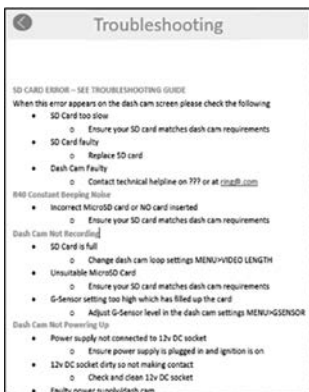 Troubleshooting
SD CARD ERROR – SEE TROUBLESHOOTING GUIDE
When this error appears on the dash cam screen please check the following
• SD Card too slow
o Ensure your SD card matches dash cam requirements
• SD Card faulty
o Replace SD card
• Dash Cam Faulty
o Contact technical helpline on ??? or at ring@.com
R40 Constant Beeping Noise
• Incorrect MicroSD card or NO card inserted
o Ensure your SD card matches dash cam requirements
Dash Cam Not Recording
• SD Card is full
o Change dash cam loop settings MENU>VIDEO LENGTH
• Unsuitable MicroSD Card
o Ensure your SD card matches dash cam requirements
• G-Sensor setting too high which has filled up the card
o Adjust G-Sensor level in the dash cam settings MENU>GSENSOR
Dash Cam Not Powering Up
• Power supply not connected to 12v DC socket
o Ensure power supply is plugged in and ignition is on
• 12v DC socket dirty so not making contact
o Check and clean 12v DC socket
• Faulty power supply/dash cam